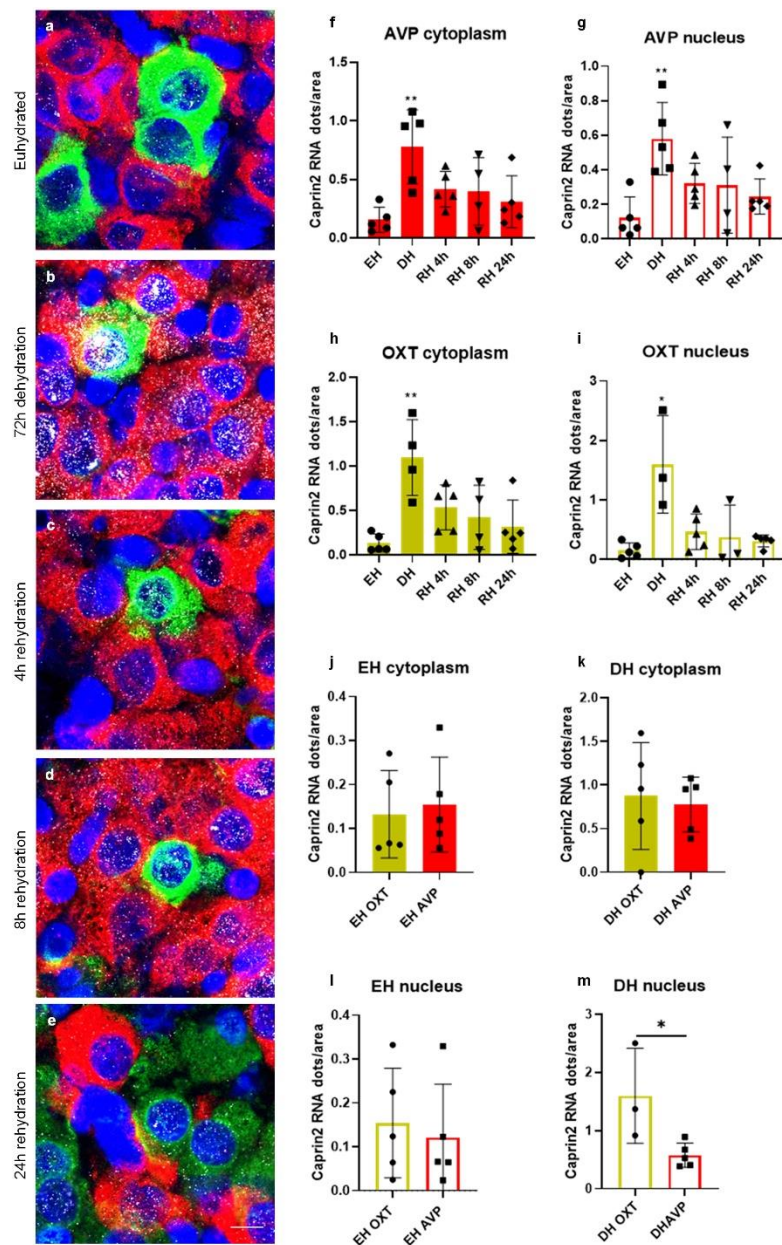 a
Euhydrated
b
72h dehydration
c
4h rehydration
d
8h rehydration
e
24h rehydration
f
AVP cytoplasm
Caprin2 RNA dots/area
1.5
1.0
0.5
0.0
**
EH
DH
RH 4h
RH 8h
RH 24h
g
AVP nucleus
Caprin2 RNA dots/area
1.0
0.8
0.6
0.4
0.2
0.0
**
EH
DH
RH 4h
RH 8h
RH 24h
h
OXT cytoplasm
Caprin2 RNA dots/area
2.0
1.5
1.0
0.5
0.0
**
EH
DH
RH 4h
RH 8h
RH 24h
i
OXT nucleus
Caprin2 RNA dots/area
3
2
1
0
*
EH
DH
RH 4h
RH 8h
RH 24h
j
EH cytoplasm
Caprin2 RNA dots/area
0.4
0.3
0.2
0.1
0.0
EH OXT
EH AVP
k
DH cytoplasm
Caprin2 RNA dots/area
2.0
1.5
1.0
0.5
0.0
DH OXT
DH AVP
l
EH nucleus
Caprin2 RNA dots/area
0.4
0.3
0.2
0.1
0.0
EH OXT
EH AVP
m
DH nucleus
Caprin2 RNA dots/area
3
2
1
0
*
DH OXT
DHAVP